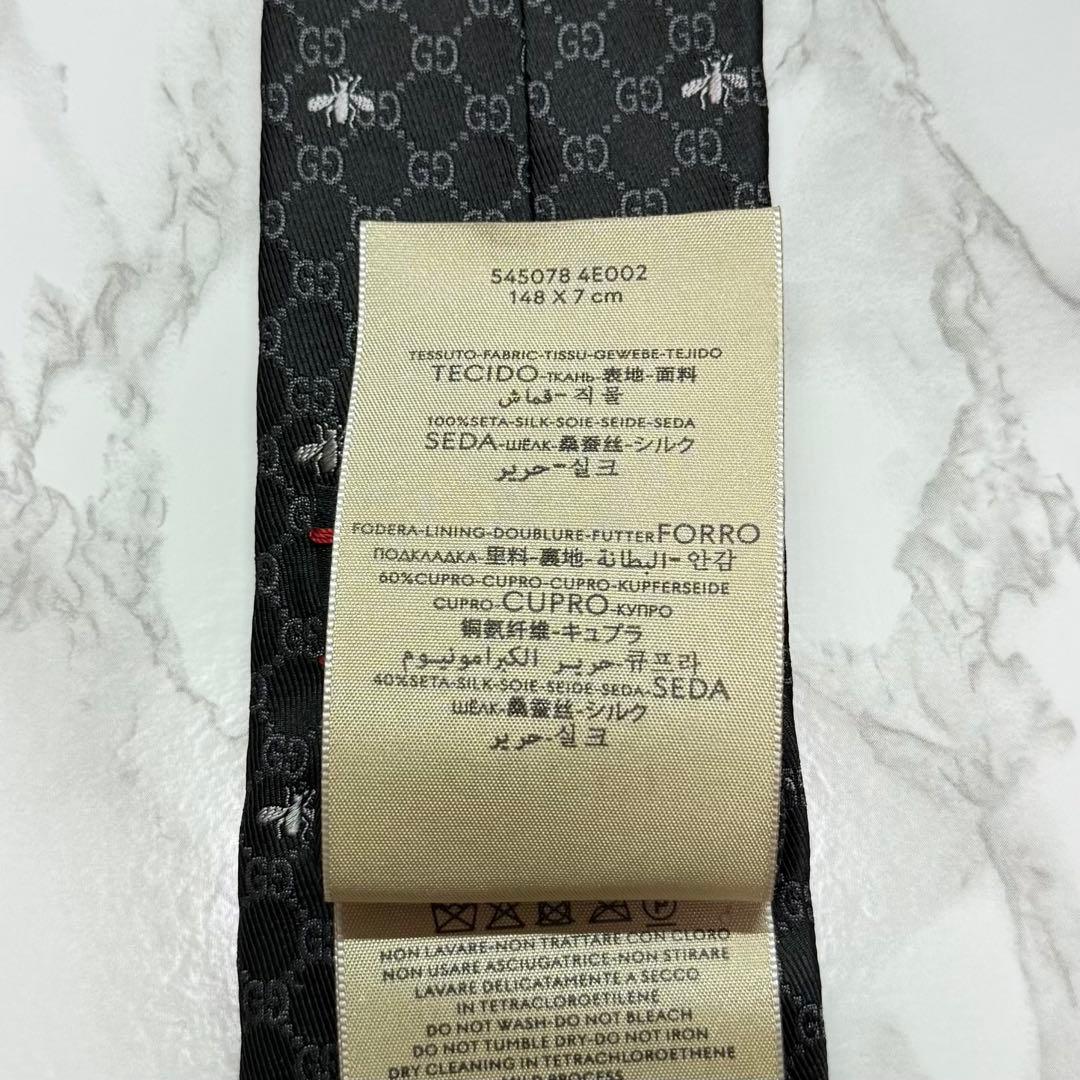 545078 4E002
148 X 7 cm
TESSUTO-FABRIC-TISSU-GEWEBE-TEJIDO
TECIDO-ТКАНЬ-表地-面料
قماش-직물
100%SETA-SILK-SOIE-SEIDE-SEDA
SEDA-ШЁЛК-桑蚕丝-シルク
حرير-실크
FODERA-LINING-DOUBLURE-FUTTER FORRO
ПОДКЛАДКА-里料-裏地-البطانة-안감
60%CUPRO-CUPRO-CUPRO-KUPFERSEIDE
CUPRO-CUPRO-КУПРО
铜氨纤维-キュプラ
حرير الكبرامونيوم-큐프라
40%SETA-SILK-SOIE-SEIDE-SEDA-SEDA
ШЁЛК-桑蚕丝-シルク
حرير-실크
NON LAVARE-NON TRATTARE CON CLORO
NON USARE ASCIUGATRICE-NON STIRARE
LAVARE DELICATAMENTE A SECCO
IN TETRACLOROETILENE
DO NOT WASH-DO NOT BLEACH
DO NOT TUMBLE DRY-DO NOT IRON
DRY CLEANING IN TETRACHLOROETHENE
MILD PROCESS